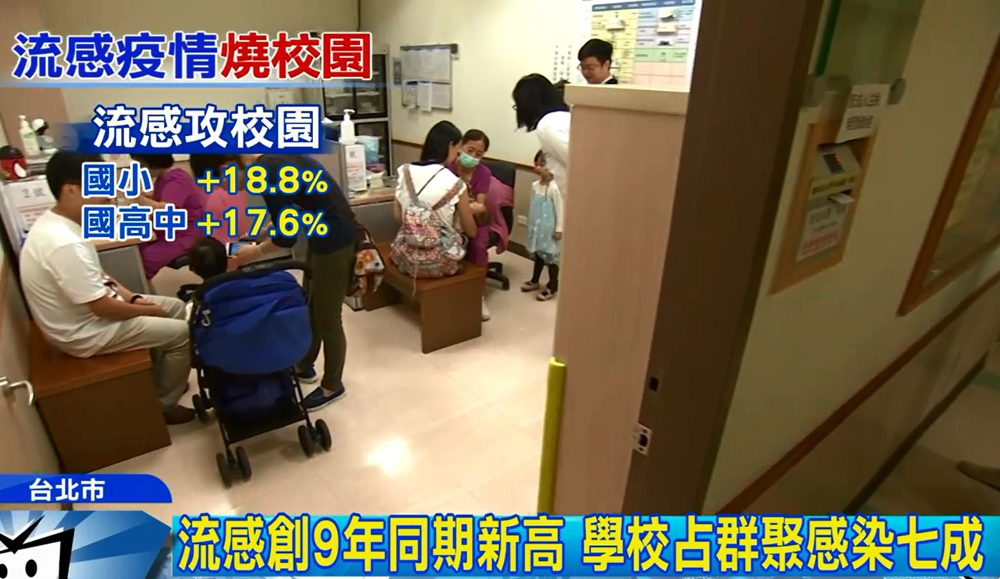 流感疫情燒校園
流感攻校園
國小 +18.8%
國高中 +17.6%
2號
台北市
流感創9年同期新高 學校占群聚感染七成